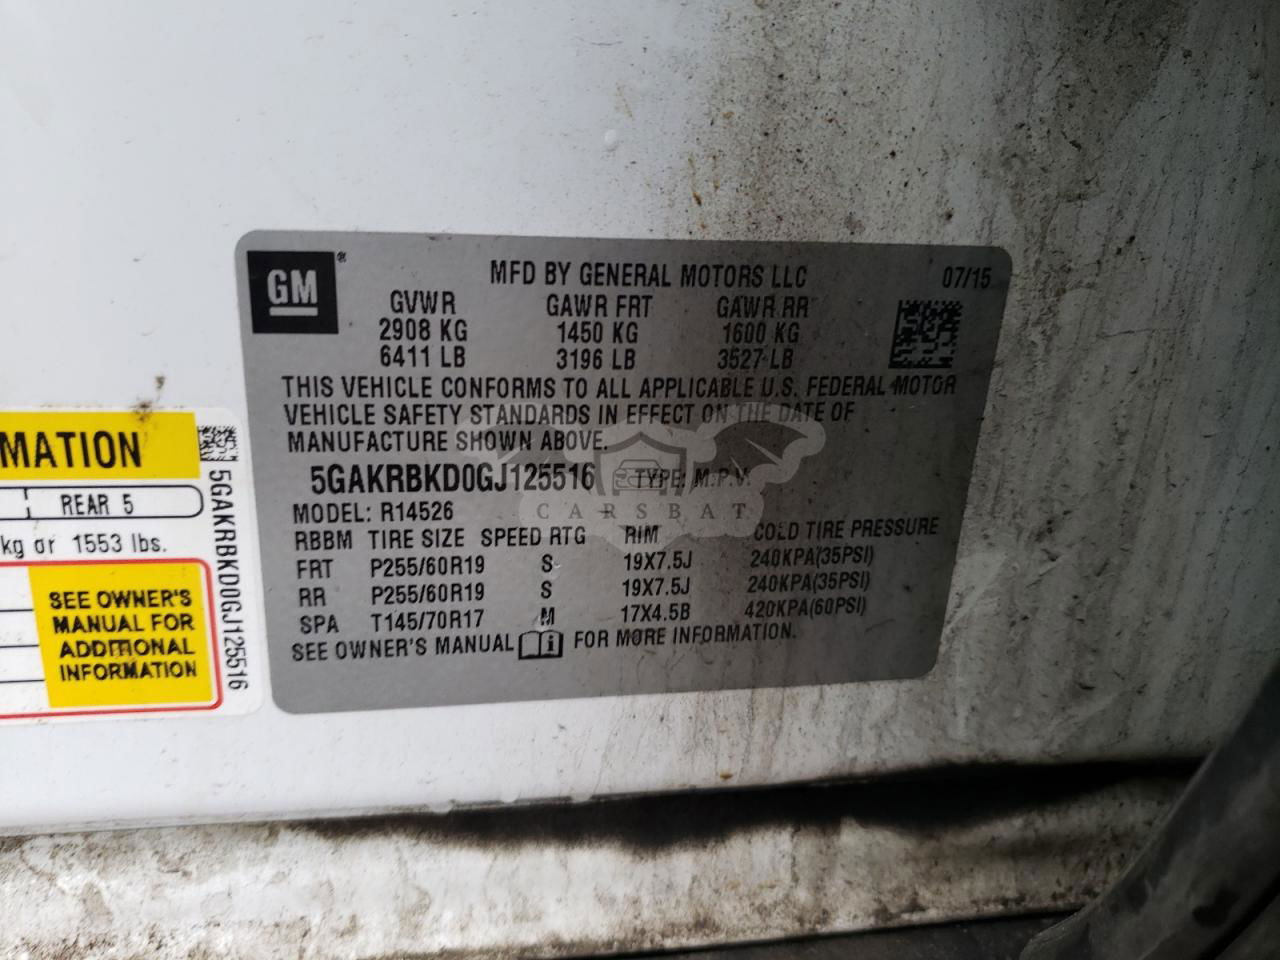 GM ®
MFD BY GENERAL MOTORS LLC 07/15
GVWR GAWR FRT GAWR RR
2908 KG 1450 KG 1600 KG
6411 LB 3196 LB 3527 LB
THIS VEHICLE CONFORMS TO ALL APPLICABLE U.S. FEDERAL MOTOR
VEHICLE SAFETY STANDARDS IN EFFECT ON THE DATE OF
MANUFACTURE SHOWN ABOVE.
5GAKRBKD0GJ125516 TYPE: M.P.V.
CARSBAT
MODEL: R14526
RBBM TIRE SIZE SPEED RTG RIM COLD TIRE PRESSURE
FRT P255/60R19 S 19X7.5J 240KPA(35PSI)
RR P255/60R19 S 19X7.5J 240KPA(35PSI)
SPA T145/70R17 M 17X4.5B 420KPA(60PSI)
SEE OWNER'S MANUAL FOR MORE INFORMATION.
MATION
REAR 5
kg or 1553 lbs.
SEE OWNER'S
MANUAL FOR
ADDITIONAL
INFORMATION
5GAKRBKD0GJ125516